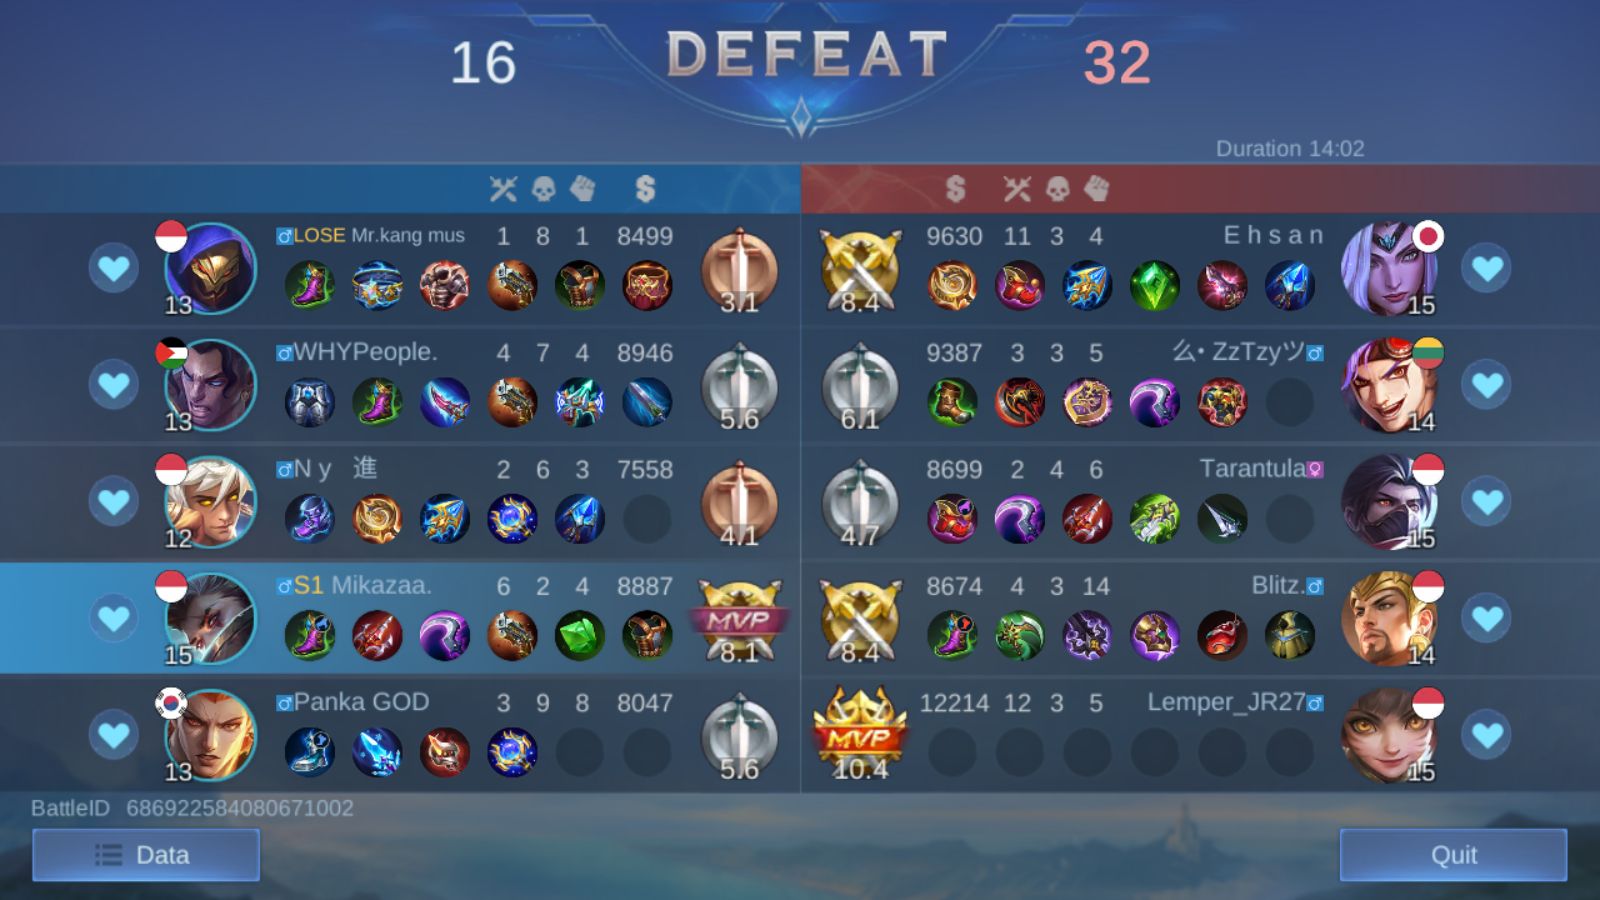 16 DEFEAT 32
Duration 14:02
LOSE Mr.kang mus 1 8 1 8499
13 3.1
8.4 9630 11 3 4 E h s a n
15
WHYPeople. 4 7 4 8946
13 5.6
6.1 9387 3 3 5 么• ZzTzyツ
14
N y 進 2 6 3 7558
12 4.1
4.7 8699 2 4 6 Tarantula
15
S1 Mikazaa. 6 2 4 8887
15 MVP 8.1
8.4 8674 4 3 14 Blitz.
14
Panka GOD 3 9 8 8047
13 5.6
MVP 10.4 12214 12 3 5 Lemper_JR27
15
BattleID 686922584080671002
Data
Quit